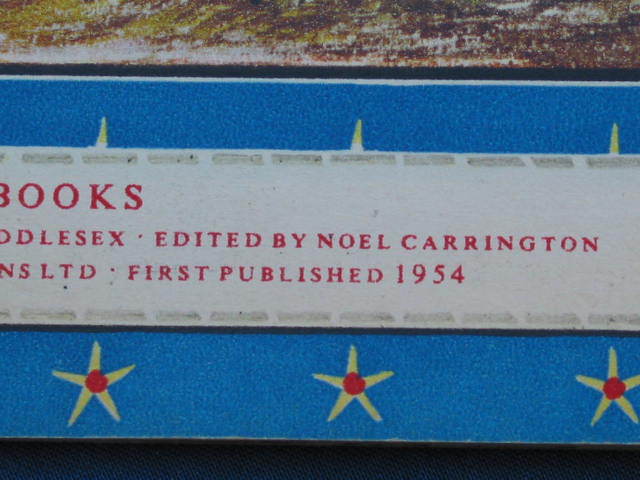 BOOKS
DDLESEX · EDITED BY NOEL CARRINGTON
NS LTD · FIRST PUBLISHED 1954